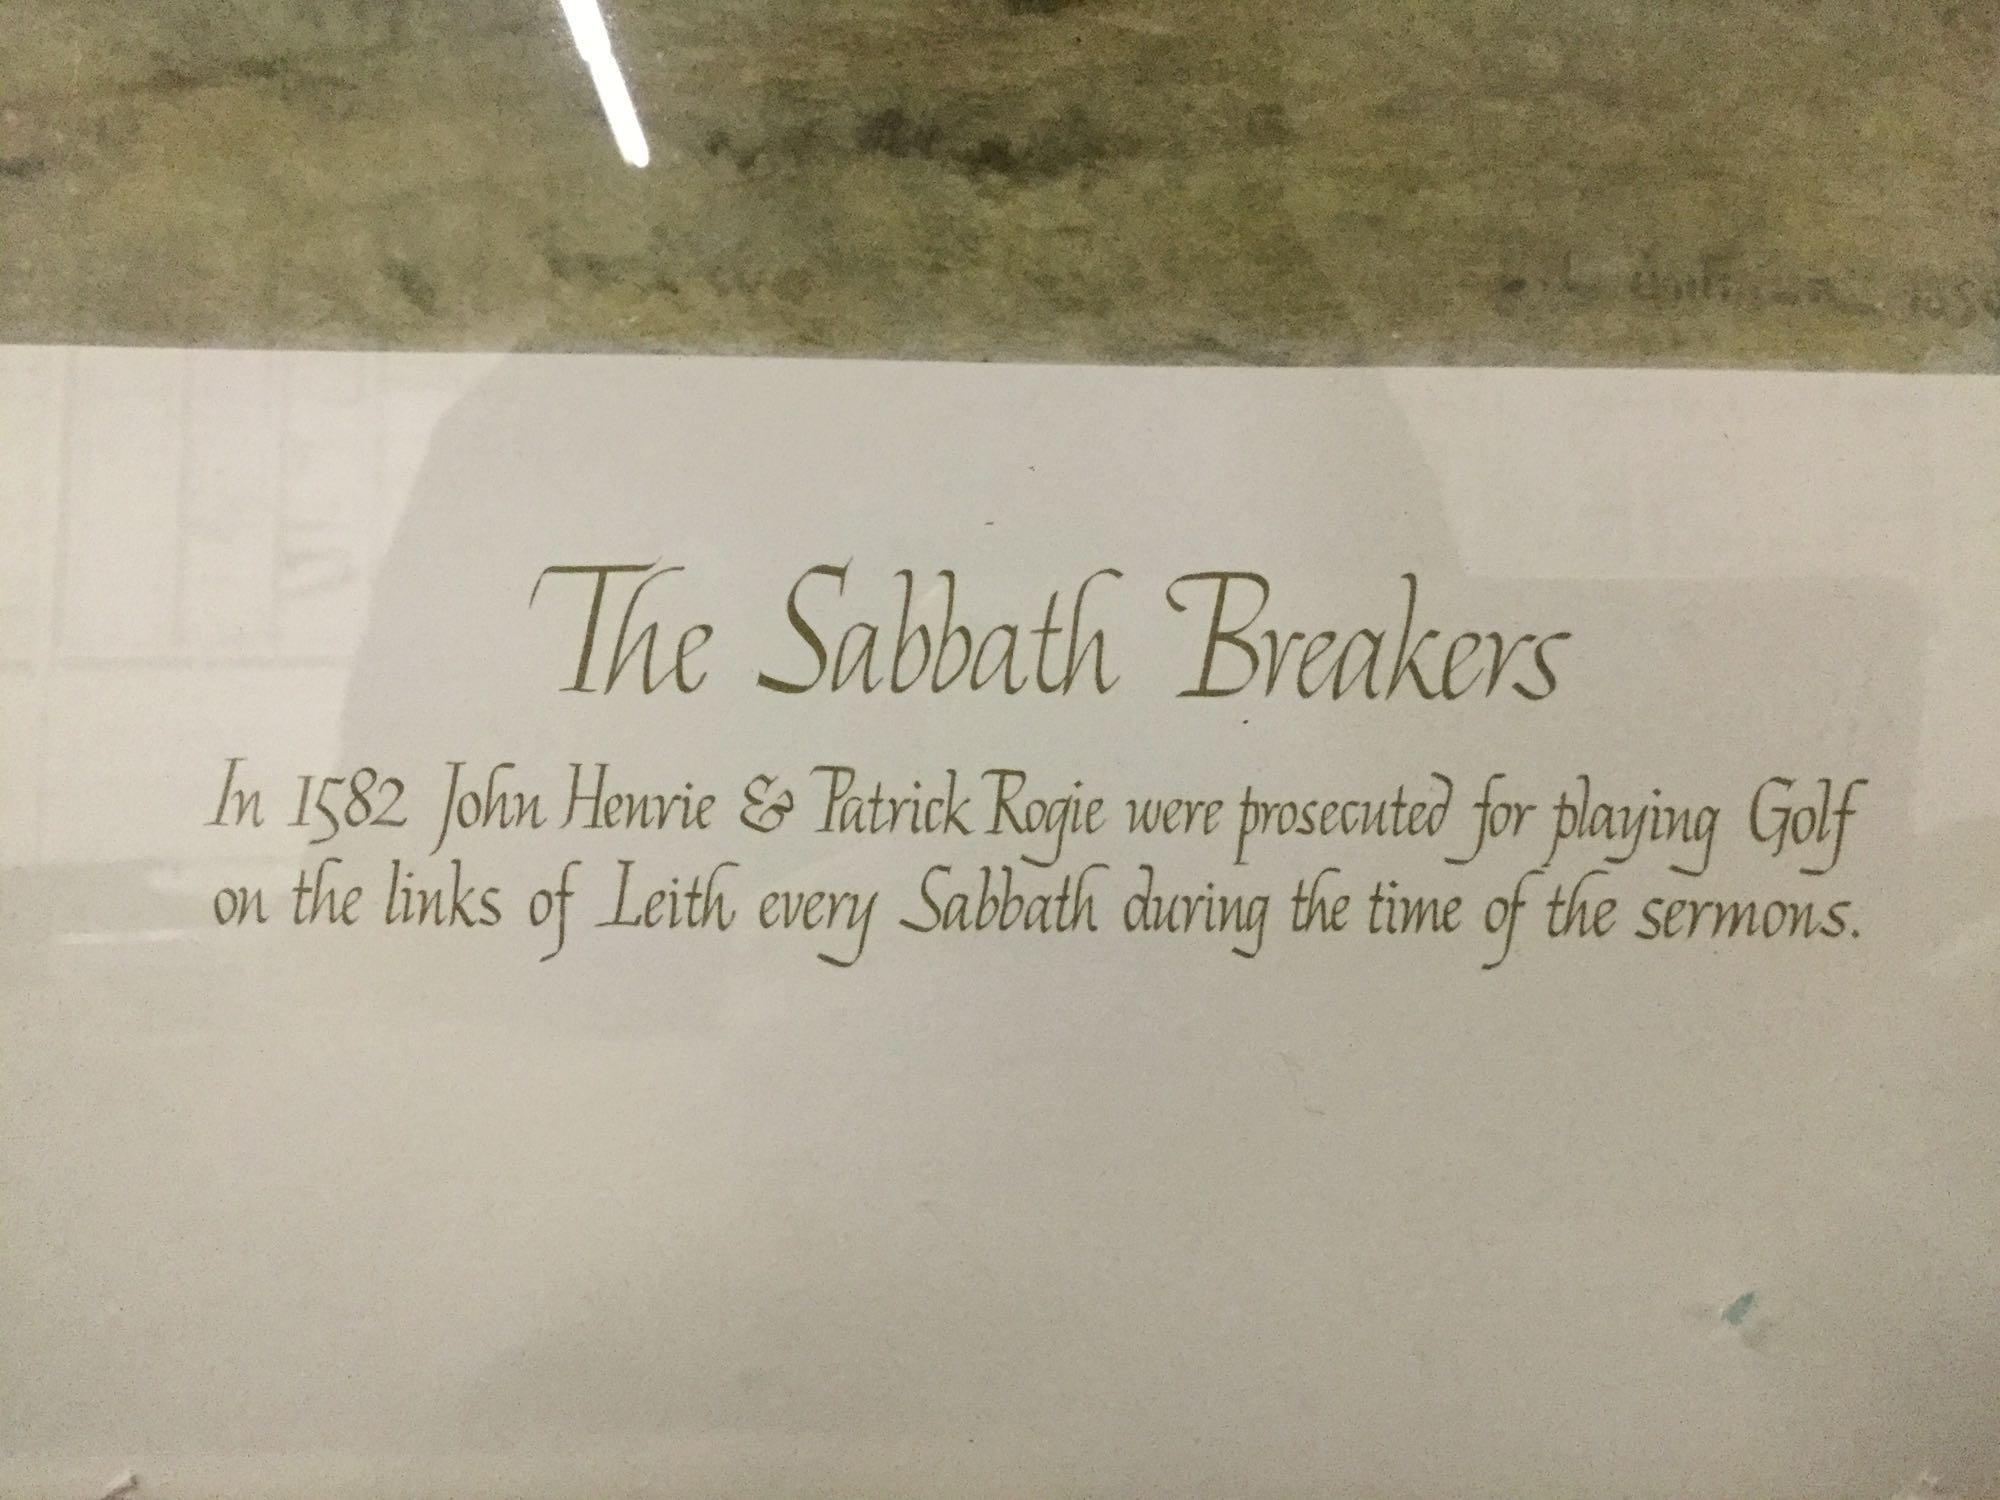 The Sabbath Breakers
In 1582 John Henrie & Patrick Rogie were prosecuted for playing Golf
on the links of Leith every Sabbath during the time of the sermons.